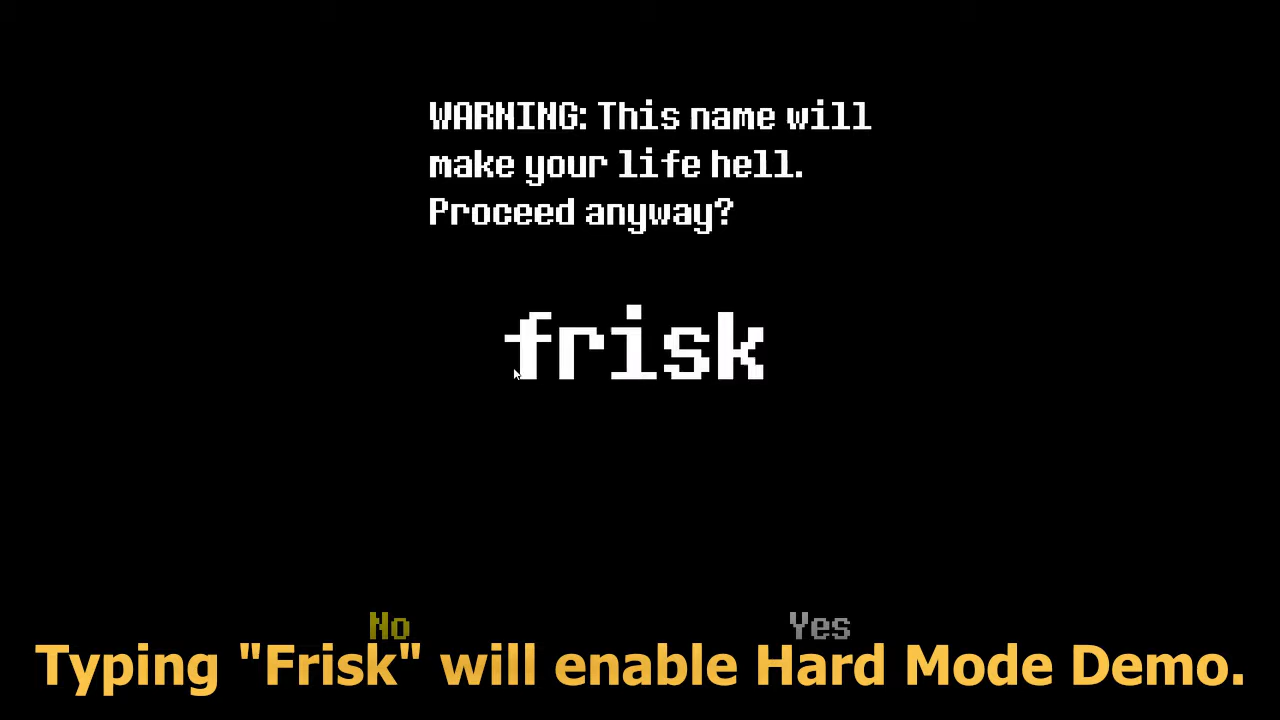 WARNING: This name will
make your life hell.
Proceed anyway?
frisk
No Yes
Typing "Frisk" will enable Hard Mode Demo.